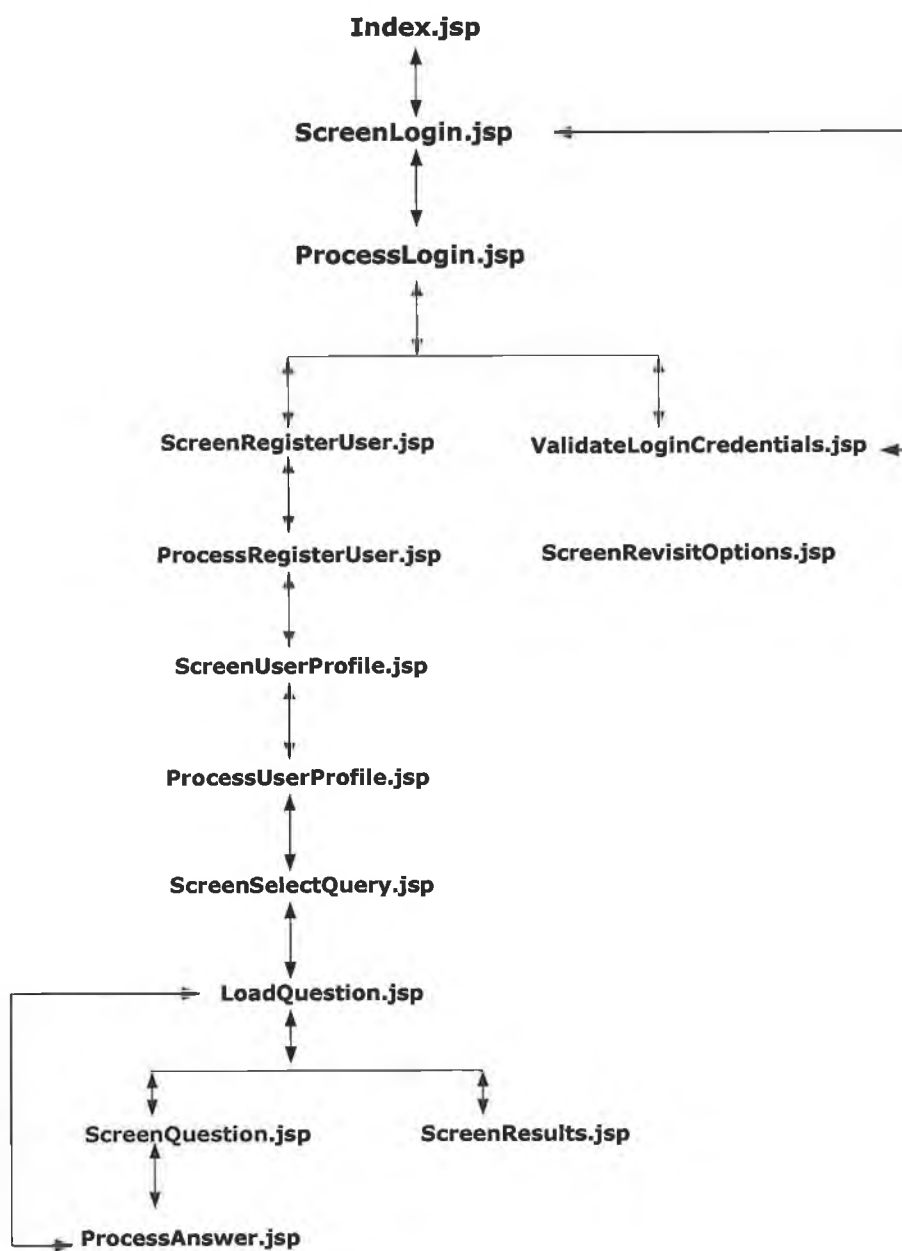 Index.jsp
ScreenLogin.jsp
ProcessLogin.jsp
ScreenRegisterUser.jsp
ValidateLoginCredentials.jsp
ProcessRegisterUser.jsp
ScreenRevisitOptions.jsp
ScreenUserProfile.jsp
ProcessUserProfile.jsp
ScreenSelectQuery.jsp
LoadQuestion.jsp
ScreenQuestion.jsp
ScreenResults.jsp
ProcessAnswer.jsp